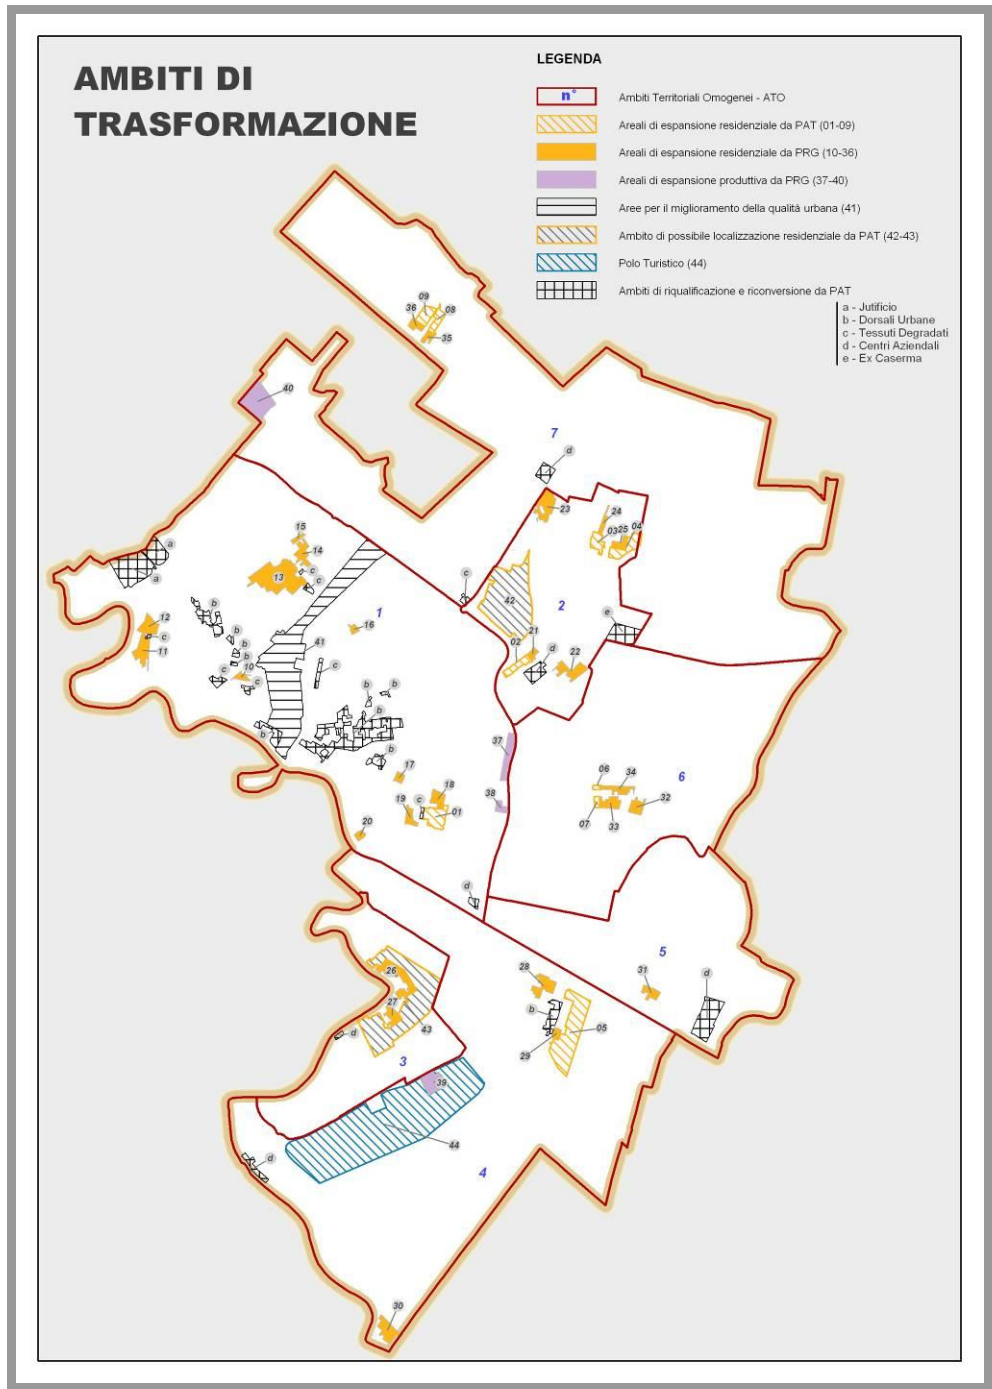 AMBITI DI
TRASFORMAZIONE
LEGENDA
n° Ambiti Territoriali Omogenei - ATO
Areali di espansione residenziale da PAT (01-09)
Areali di espansione residenziale da PRG (10-36)
Areali di espansione produttiva da PRG (37-40)
Aree per il miglioramento della qualità urbana (41)
Ambito di possibile localizzazione residenziale da PAT (42-43)
Polo Turistico (44)
Ambiti di riqualificazione e riconversione da PAT
a - Jutificio
b - Dorsali Urbane
c - Tessuti Degradati
d - Centri Aziendali
e - Ex Caserma
09
08
36
35
40
7
d
23
24
03 25 04
15
14
a
a
13
c
c
c
42
2
1
b
12
16
e
c
b
41
11
b
02
21
d
22
b
10
c
c
c
b
b
b
b
37
b
6
17
06
34
18
38
32
19
c
01
07
33
20
d
5
28
31
d
26
27
b
43
05
d
29
3
39
44
d
4
30